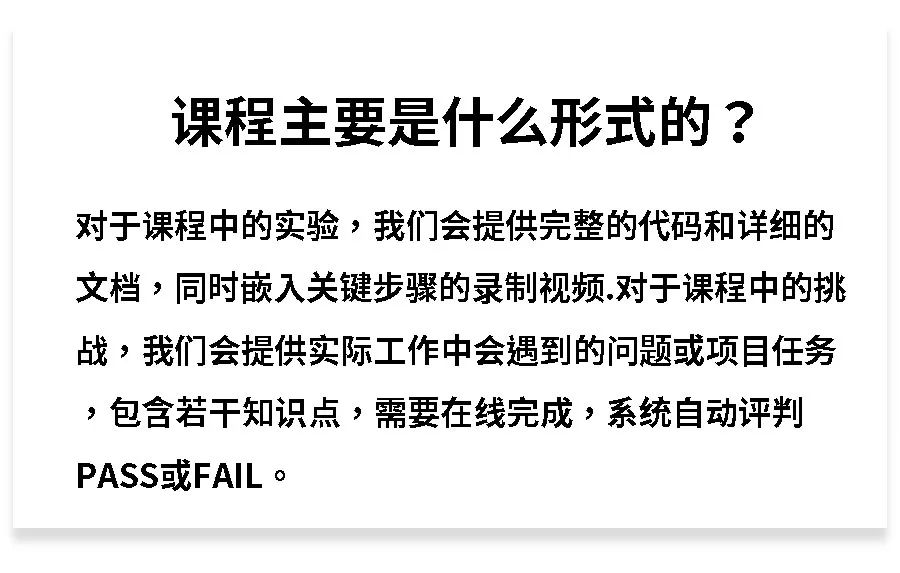 课程主要是什么形式的？
对于课程中的实验，我们会提供完整的代码和详细的
文档，同时嵌入关键步骤的录制视频.对于课程中的挑
战，我们会提供实际工作中会遇到的问题或项目任务
，包含若干知识点，需要在线完成，系统自动评判
PASS或FAIL。